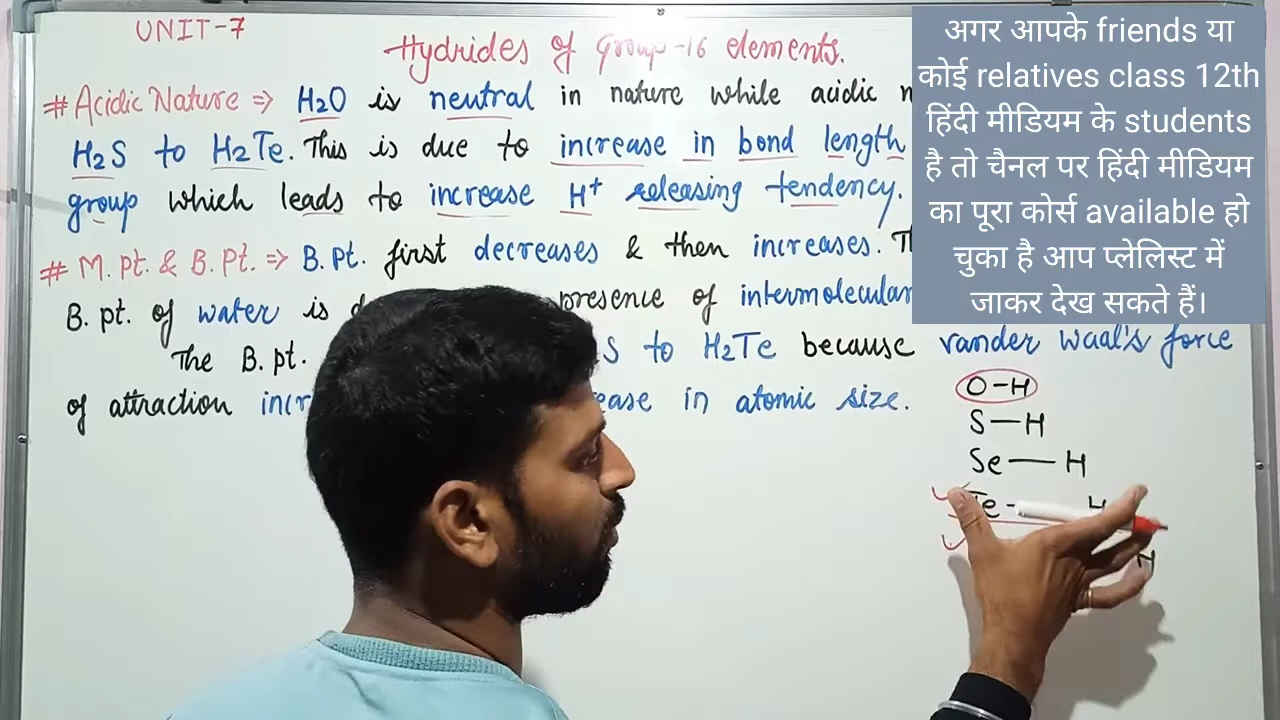 UNIT-7
Hydrides of group-16 elements.
# Acidic Nature ⇒ H2O is neutral in nature while acidic
H2S to H2Te. This is due to increase in bond length
group which leads to increase H+ releasing tendency.
# M. pt. & B. pt. ⇒ B. pt. first decreases & then increases.
B. pt. of water is presence of intermolecular
The B. pt. S to H2Te because vander waal's force
of attraction in atomic size.
O-H
S-H
Se-H
Te- H
H
अगर आपके friends या
कोई relatives class 12th
हिंदी मीडियम के students
है तो चैनल पर हिंदी मीडियम
का पूरा कोर्स available हो
चुका है आप प्लेलिस्ट में
जाकर देख सकते हैं।